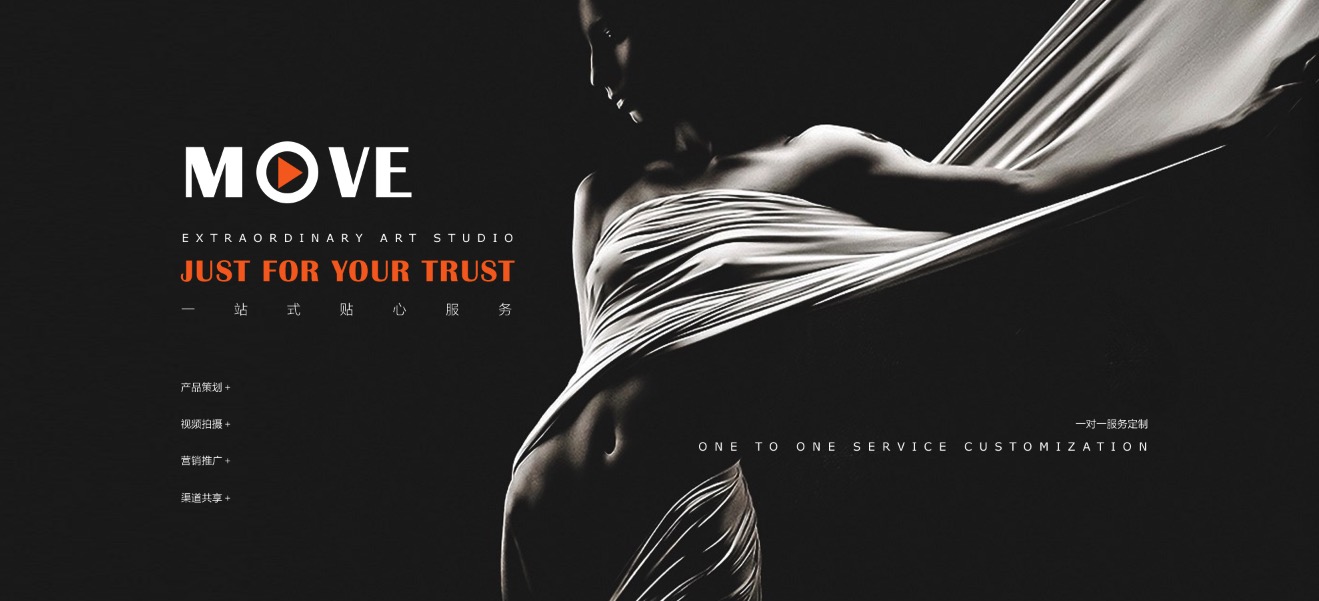 MOVE
EXTRAORDINARY ART STUDIO
JUST FOR YOUR TRUST
一站式贴心服务
产品策划+
视频拍摄+
营销推广+
渠道共享+
一对一服务定制
ONE TO ONE SERVICE CUSTOMIZATION